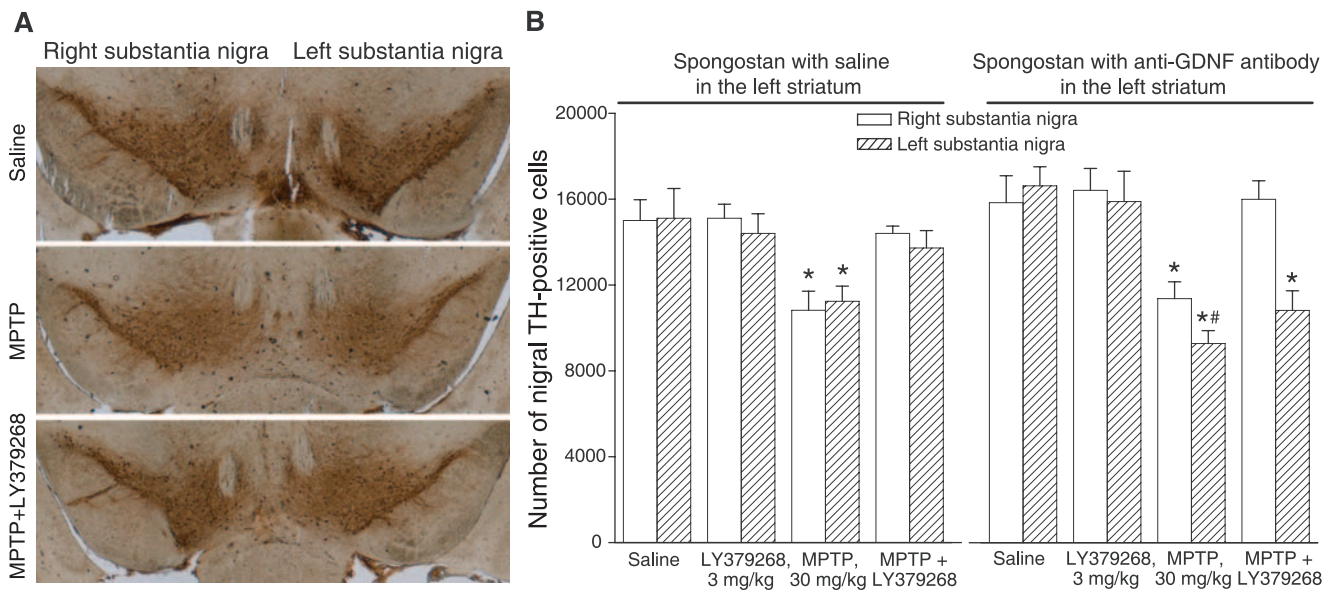 A
Right substantia nigra
Left substantia nigra
Saline
MPTP
MPTP+LY379268
B
Spongostan with saline
in the left striatum
Spongostan with anti-GDNF antibody
in the left striatum
Right substantia nigra
Left substantia nigra
Number of nigral TH-positive cells
20000
16000
12000
8000
4000
0
*
*
*
*#
*
Saline
LY379268,
3 mg/kg
MPTP,
30 mg/kg
MPTP +
LY379268
Saline
LY379268,
3 mg/kg
MPTP,
30 mg/kg
MPTP +
LY379268